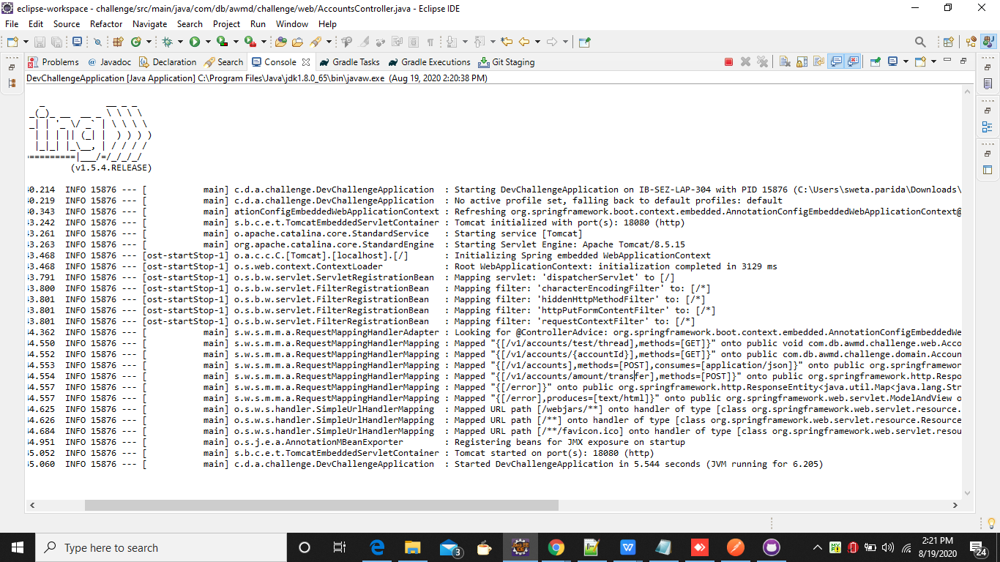 eclipse-workspace - challenge/src/main/java/com/db/awmd/challenge/web/AccountsController.java - Eclipse IDE
File Edit Source Refactor Navigate Search Project Run Window Help
Problems Javadoc Declaration Search Console Gradle Tasks Gradle Executions Git Staging
DevChallengeApplication [Java Application] C:\Program Files\Java\jdk1.8.0_65\bin\javaw.exe (Aug 19, 2020 2:20:38 PM)
(v1.5.4.RELEASE)
40.214 INFO 15876 --- [ main] c.d.a.challenge.DevChallengeApplication : Starting DevChallengeApplication on IB-SEZ-LAP-304 with PID 15876 (C:\Users\sweta.parida\Downloads\
40.219 INFO 15876 --- [ main] c.d.a.challenge.DevChallengeApplication : No active profile set, falling back to default profiles: default
40.343 INFO 15876 --- [ main] ationConfigEmbeddedWebApplicationContext : Refreshing org.springframework.boot.context.embedded.AnnotationConfigEmbeddedWebApplicationContext@
43.242 INFO 15876 --- [ main] s.b.c.e.t.TomcatEmbeddedServletContainer : Tomcat initialized with port(s): 18080 (http)
43.261 INFO 15876 --- [ main] o.apache.catalina.core.StandardService : Starting service [Tomcat]
43.263 INFO 15876 --- [ main] org.apache.catalina.core.StandardEngine : Starting Servlet Engine: Apache Tomcat/8.5.15
43.468 INFO 15876 --- [ost-startStop-1] o.a.c.c.C.[Tomcat].[localhost].[/] : Initializing Spring embedded WebApplicationContext
43.468 INFO 15876 --- [ost-startStop-1] o.s.web.context.ContextLoader : Root WebApplicationContext: initialization completed in 3129 ms
43.791 INFO 15876 --- [ost-startStop-1] o.s.b.w.servlet.ServletRegistrationBean : Mapping servlet: 'dispatcherServlet' to [/]
43.800 INFO 15876 --- [ost-startStop-1] o.s.b.w.servlet.FilterRegistrationBean : Mapping filter: 'characterEncodingFilter' to: [/*]
43.801 INFO 15876 --- [ost-startStop-1] o.s.b.w.servlet.FilterRegistrationBean : Mapping filter: 'hiddenHttpMethodFilter' to: [/*]
43.801 INFO 15876 --- [ost-startStop-1] o.s.b.w.servlet.FilterRegistrationBean : Mapping filter: 'httpPutFormContentFilter' to: [/*]
43.801 INFO 15876 --- [ost-startStop-1] o.s.b.w.servlet.FilterRegistrationBean : Mapping filter: 'requestContextFilter' to: [/*]
44.362 INFO 15876 --- [ main] s.w.s.m.m.a.RequestMappingHandlerAdapter : Looking for @ControllerAdvice: org.springframework.boot.context.embedded.AnnotationConfigEmbeddedWe
44.550 INFO 15876 --- [ main] s.w.s.m.m.a.RequestMappingHandlerMapping : Mapped "{[/v1/accounts/test/thread],methods=[GET]}" onto public void com.db.awmd.challenge.web.Acco
44.552 INFO 15876 --- [ main] s.w.s.m.m.a.RequestMappingHandlerMapping : Mapped "{[/v1/accounts/{accountId}],methods=[GET]}" onto public com.db.awmd.challenge.domain.Accoun
44.553 INFO 15876 --- [ main] s.w.s.m.m.a.RequestMappingHandlerMapping : Mapped "{[/v1/accounts],methods=[POST],consumes=[application/json]}" onto public org.springframewor
44.554 INFO 15876 --- [ main] s.w.s.m.m.a.RequestMappingHandlerMapping : Mapped "{[/v1/accounts/amount/transfer],methods=[POST]}" onto public org.springframework.http.Respo
44.557 INFO 15876 --- [ main] s.w.s.m.m.a.RequestMappingHandlerMapping : Mapped "{[/error]}" onto public org.springframework.http.ResponseEntity<java.util.Map<java.lang.Str
44.557 INFO 15876 --- [ main] s.w.s.m.m.a.RequestMappingHandlerMapping : Mapped "{[/error],produces=[text/html]}" onto public org.springframework.web.servlet.ModelAndView o
44.625 INFO 15876 --- [ main] o.s.w.s.handler.SimpleUrlHandlerMapping : Mapped URL path [/webjars/**] onto handler of type [class org.springframework.web.servlet.resource.
44.626 INFO 15876 --- [ main] o.s.w.s.handler.SimpleUrlHandlerMapping : Mapped URL path [/**] onto handler of type [class org.springframework.web.servlet.resource.Resource
44.684 INFO 15876 --- [ main] o.s.w.s.handler.SimpleUrlHandlerMapping : Mapped URL path [/**/favicon.ico] onto handler of type [class org.springframework.web.servlet.resou
44.951 INFO 15876 --- [ main] o.s.j.e.a.AnnotationMBeanExporter : Registering beans for JMX exposure on startup
45.052 INFO 15876 --- [ main] s.b.c.e.t.TomcatEmbeddedServletContainer : Tomcat started on port(s): 18080 (http)
45.060 INFO 15876 --- [ main] c.d.a.challenge.DevChallengeApplication : Started DevChallengeApplication in 5.544 seconds (JVM running for 6.205)
Type here to search
3
2:21 PM
8/19/2020
24